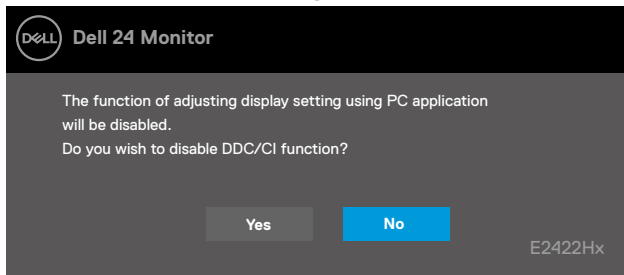 DELL Dell 24 Monitor
The function of adjusting display setting using PC application
will be disabled.
Do you wish to disable DDC/CI function?
Yes No
E2422Hx